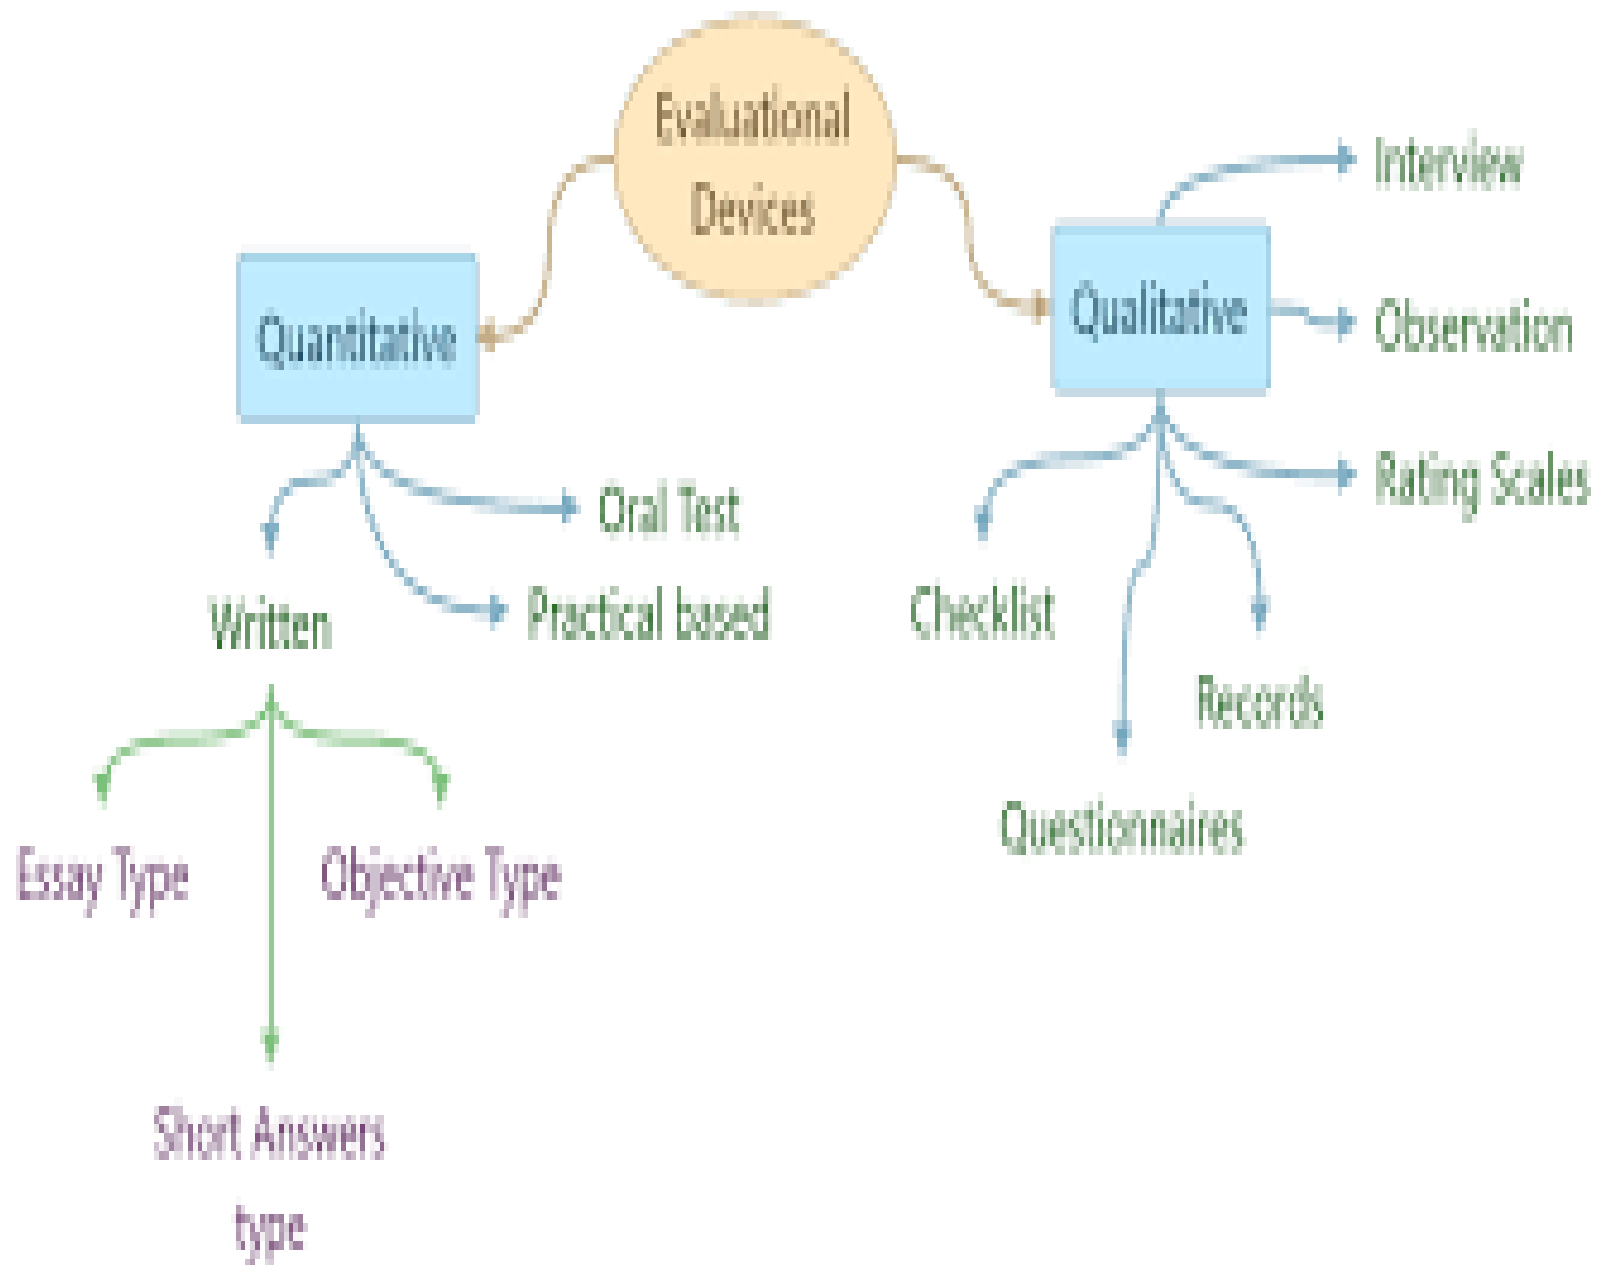 Evaluational
Devices
Quantitative
Qualitative
Interview
Observation
Rating Scales
Oral Test
Practical based
Written
Checklist
Records
Questionnaires
Essay Type
Objective Type
Short Answers
type